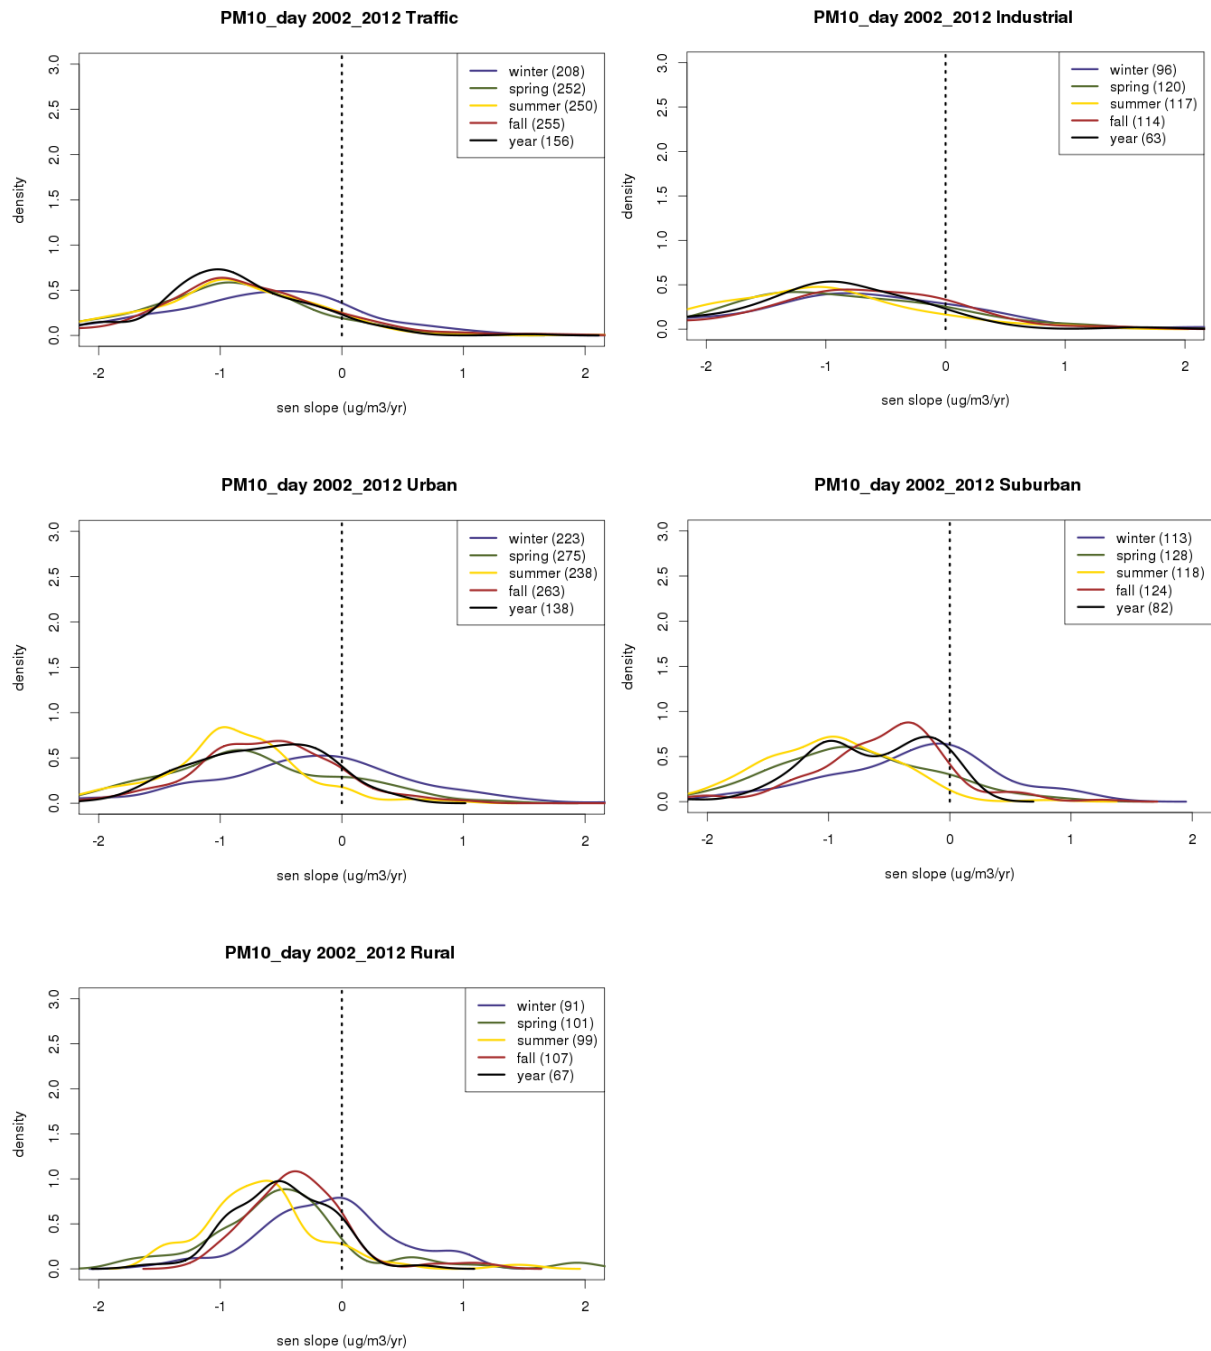 PM10_day 2002_2012 Traffic
density
3.0
2.5
2.0
1.5
1.0
0.5
0.0
winter (208)
spring (252)
summer (250)
fall (255)
year (156)
-2 -1 0 1 2
sen slope (ug/m3/yr)
PM10_day 2002_2012 Industrial
density
3.0
2.5
2.0
1.5
1.0
0.5
0.0
winter (96)
spring (120)
summer (117)
fall (114)
year (63)
-2 -1 0 1 2
sen slope (ug/m3/yr)
PM10_day 2002_2012 Urban
density
3.0
2.5
2.0
1.5
1.0
0.5
0.0
winter (223)
spring (275)
summer (238)
fall (263)
year (138)
-2 -1 0 1 2
sen slope (ug/m3/yr)
PM10_day 2002_2012 Suburban
density
3.0
2.5
2.0
1.5
1.0
0.5
0.0
winter (113)
spring (128)
summer (118)
fall (124)
year (82)
-2 -1 0 1 2
sen slope (ug/m3/yr)
PM10_day 2002_2012 Rural
density
3.0
2.5
2.0
1.5
1.0
0.5
0.0
winter (91)
spring (101)
summer (99)
fall (107)
year (67)
-2 -1 0 1 2
sen slope (ug/m3/yr)